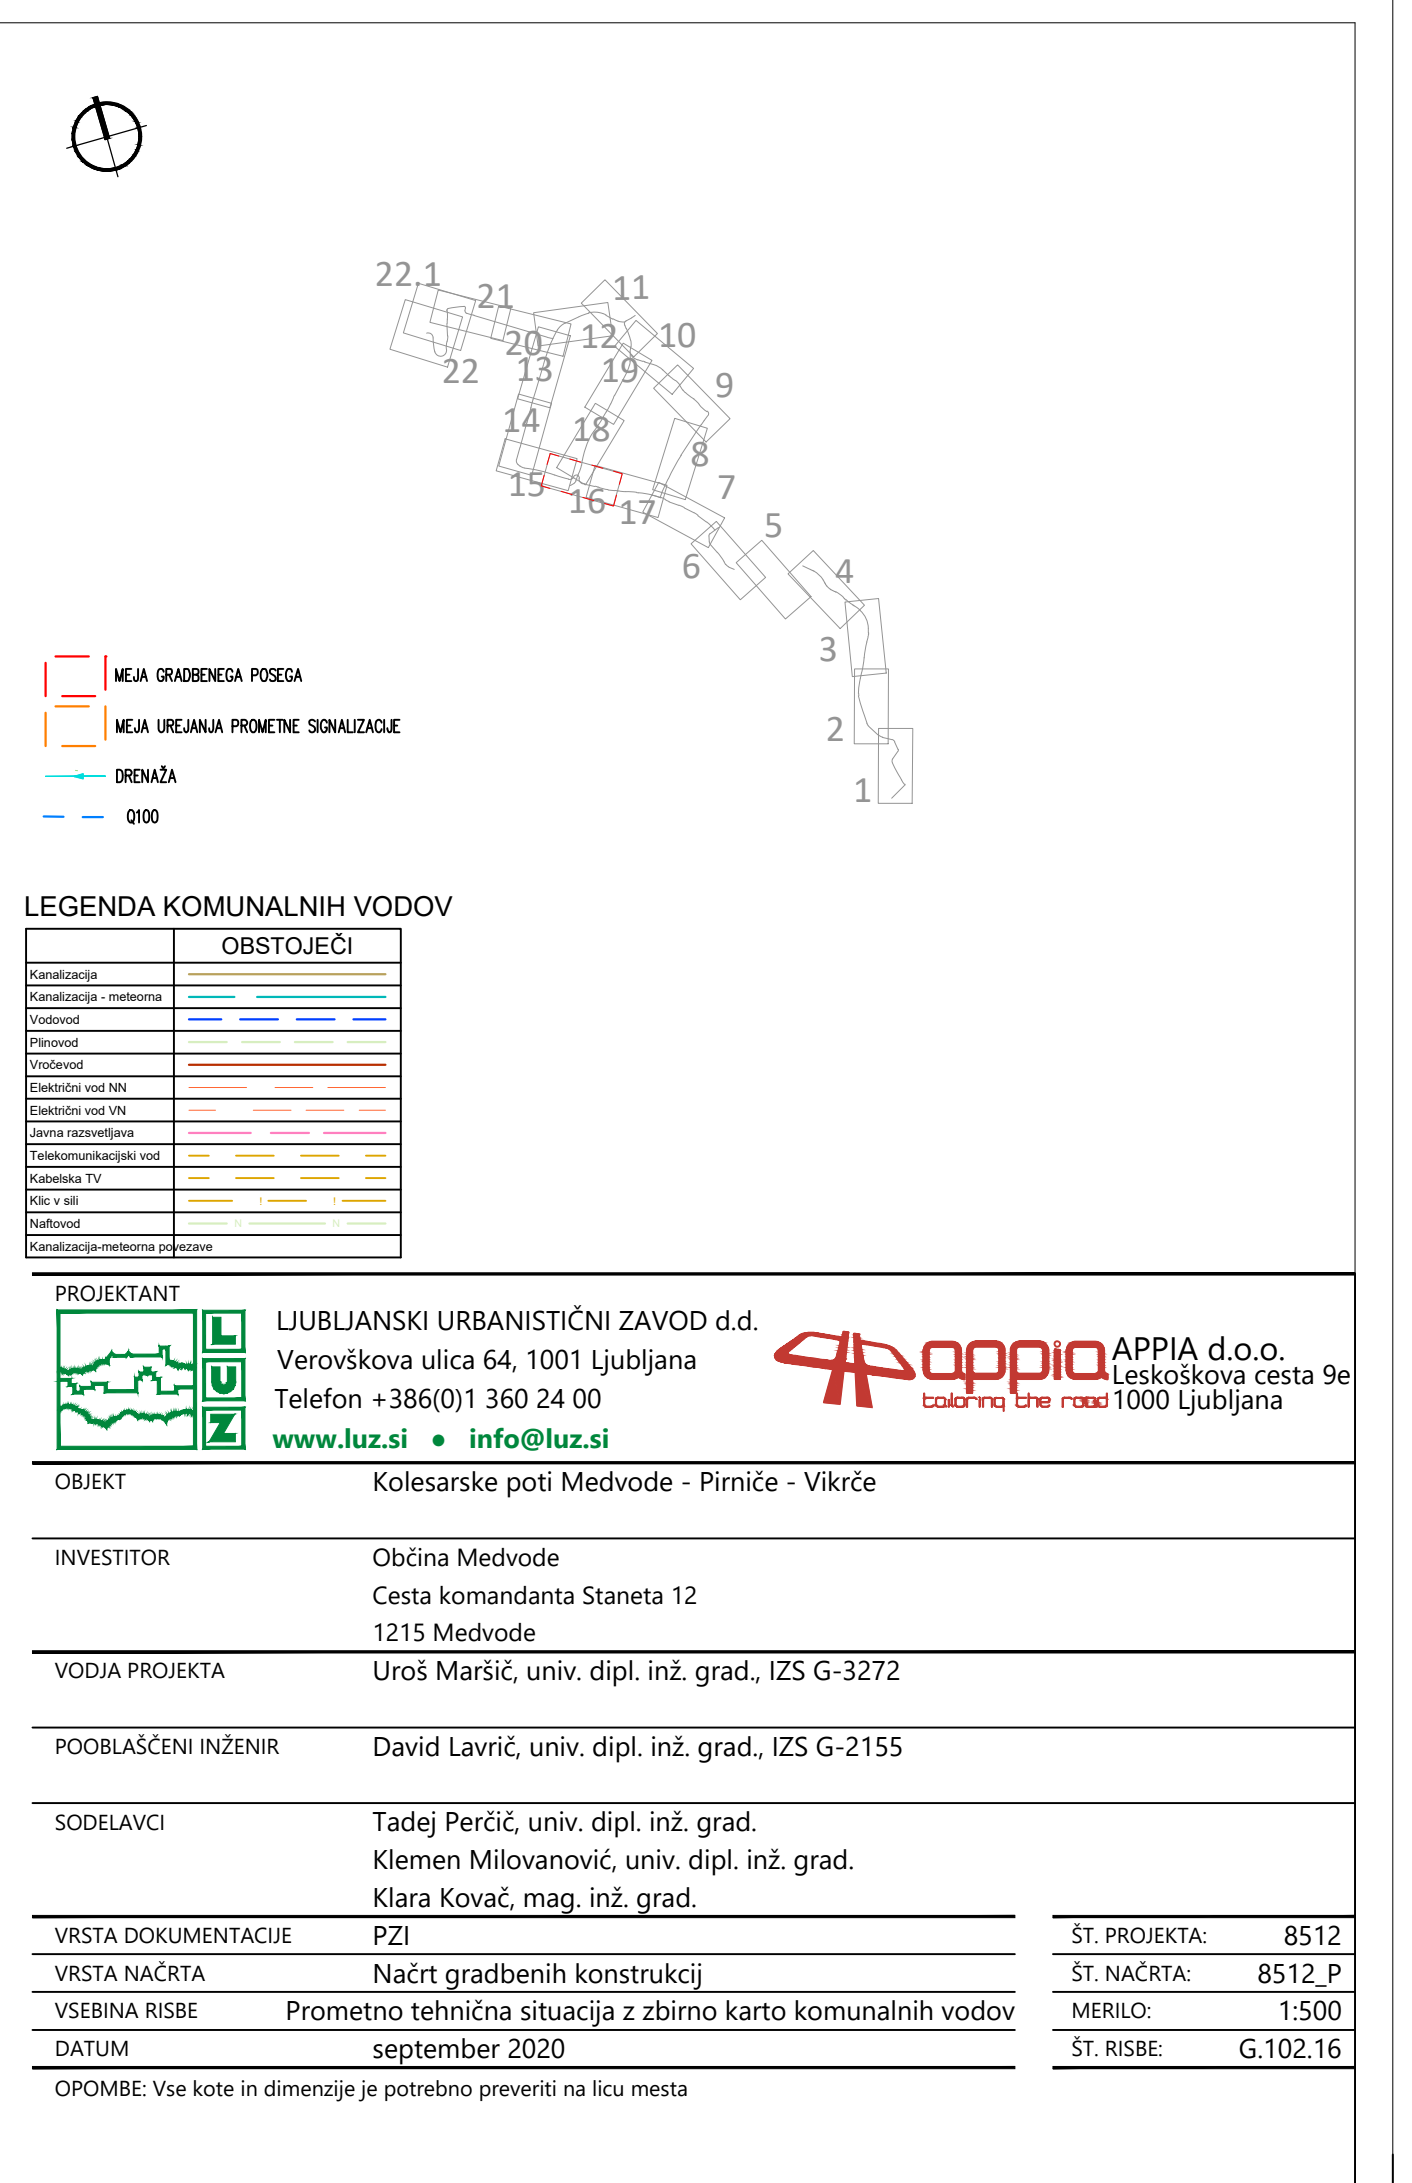 22.1
21
11
20
12
10
22
13
19
9
14
18
8
15
16
17
7
5
6
4
3
2
1
MEJA GRADBENEGA POSEGA
MEJA UREJANJA PROMETNE SIGNALIZACIJE
DRENAŽA
Q100
LEGENDA KOMUNALNIH VODOV
OBSTOJEČI
Kanalizacija
Kanalizacija - meteorna
Vodovod
Plinovod
Vročevod
Električni vod NN
Električni vod VN
Javna razsvetljava
Telekomunikacijski vod
Kabelska TV
Klic v sili ! !
Naftovod N N
Kanalizacija-meteorna povezave
PROJEKTANT
L
U
Z
LJUBLJANSKI URBANISTIČNI ZAVOD d.d.
Verovškova ulica 64, 1001 Ljubljana
Telefon +386(0)1 360 24 00
www.luz.si ● info@luz.si
appia
tailoring the road
APPIA d.o.o.
Leskoškova cesta 9e
1000 Ljubljana
OBJEKT Kolesarske poti Medvode - Pirniče - Vikrče
INVESTITOR Občina Medvode
Cesta komandanta Staneta 12
1215 Medvode
VODJA PROJEKTA Uroš Maršič, univ. dipl. inž. grad., IZS G-3272
POOBLAŠČENI INŽENIR David Lavrič, univ. dipl. inž. grad., IZS G-2155
SODELAVCI Tadej Perčič, univ. dipl. inž. grad.
Klemen Milovanović, univ. dipl. inž. grad.
Klara Kovač, mag. inž. grad.
VRSTA DOKUMENTACIJE PZI ŠT. PROJEKTA: 8512
VRSTA NAČRTA Načrt gradbenih konstrukcij ŠT. NAČRTA: 8512_P
VSEBINA RISBE Prometno tehnična situacija z zbirno karto komunalnih vodov MERILO: 1:500
DATUM september 2020 ŠT. RISBE: G.102.16
OPOMBE: Vse kote in dimenzije je potrebno preveriti na licu mesta